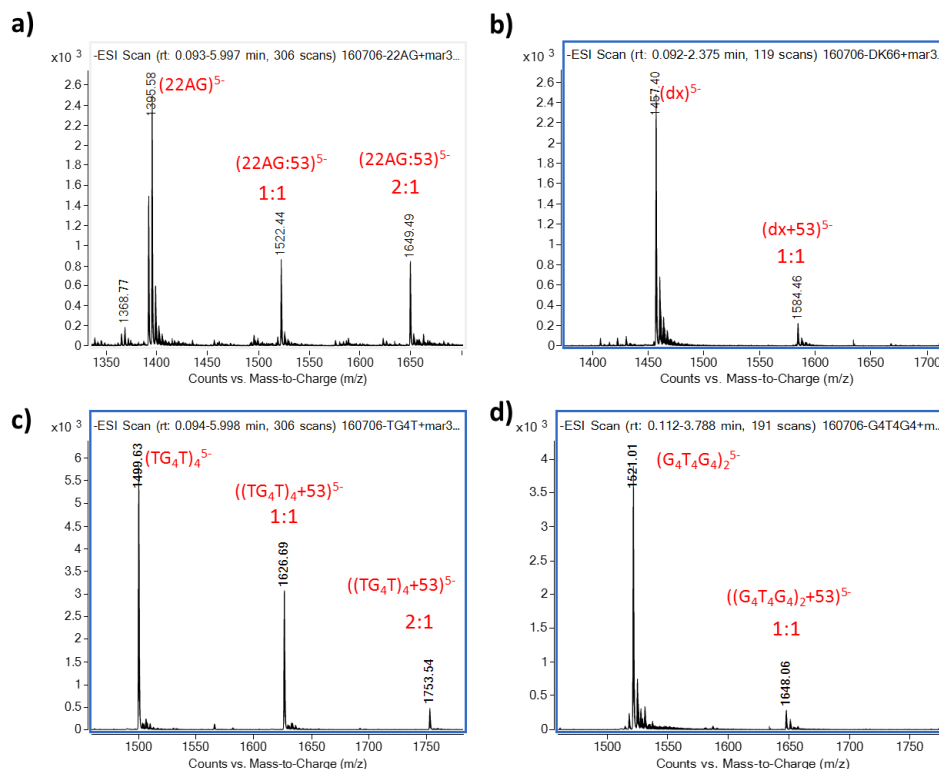 a)
x10 3
-ESI Scan (rt: 0.093-5.997 min, 306 scans) 160706-22AG+mar3...
2.6
2.4
2.2
2
1.8
1.6
1.4
1.2
1
0.8
0.6
0.4
0.2
0
1368.77
1395.58
(22AG)5-
(22AG:53)5-
1:1
1522.44
(22AG:53)5-
2:1
1649.49
1350 1400 1450 1500 1550 1600 1650
Counts vs. Mass-to-Charge (m/z)
b)
x10 3
-ESI Scan (rt: 0.092-2.375 min, 119 scans) 160706-DK66+mar3...
2.6
2.4
2.2
2
1.8
1.6
1.4
1.2
1
0.8
0.6
0.4
0.2
0
1457.40
(dx)5-
(dx+53)5-
1:1
1584.46
1400 1450 1500 1550 1600 1650 1700
Counts vs. Mass-to-Charge (m/z)
c)
x10 3
-ESI Scan (rt: 0.094-5.998 min, 306 scans) 160706-TG4T+mar3...
6
5.5
5
4.5
4
3.5
3
2.5
2
1.5
1
0.5
0
1499.63
(TG4T)45-
((TG4T)4+53)5-
1:1
1626.69
((TG4T)4+53)5-
2:1
1753.54
1500 1550 1600 1650 1700 1750
Counts vs. Mass-to-Charge (m/z)
d)
x10 3
-ESI Scan (rt: 0.112-3.788 min, 191 scans) 160706-G4T4G4+m...
4
3.5
3
2.5
2
1.5
1
0.5
0
1521.01
(G4T4G4)25-
((G4T4G4)2+53)5-
1:1
1648.06
1500 1550 1600 1650 1700 1750
Counts vs. Mass-to-Charge (m/z)